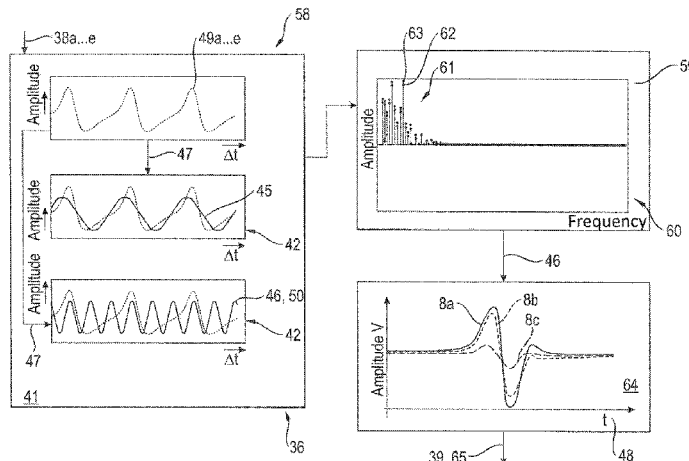 38a...e
49a...e
58
Amplitude
Δt
47
Amplitude
45
Δt
42
Amplitude
46, 50
Δt
42
47
41
36
63
62
61
59
Amplitude
Frequency
60
46
8a
8b
8c
Amplitude V
64
t
48
39, 65